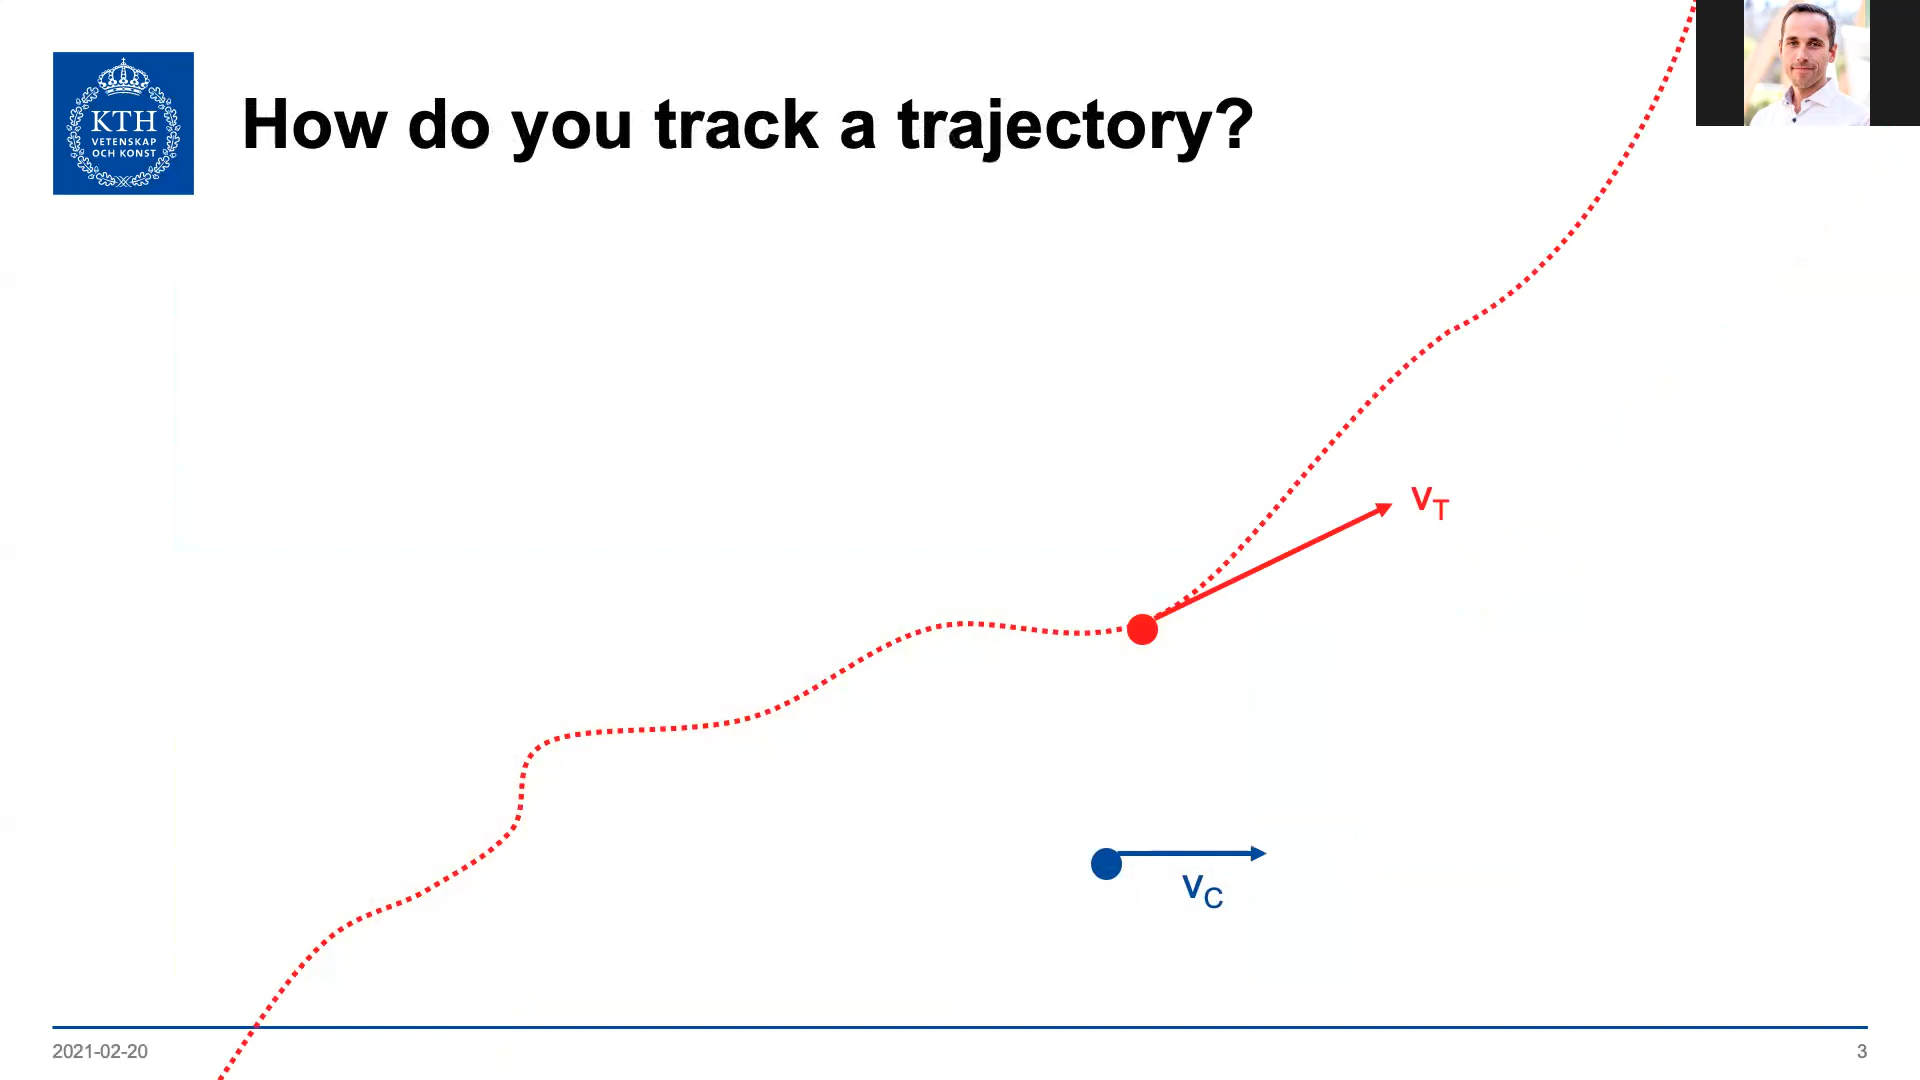 KTH
VETENSKAP
OCH KONST
How do you track a trajectory?
vT
vC
2021-02-20
3